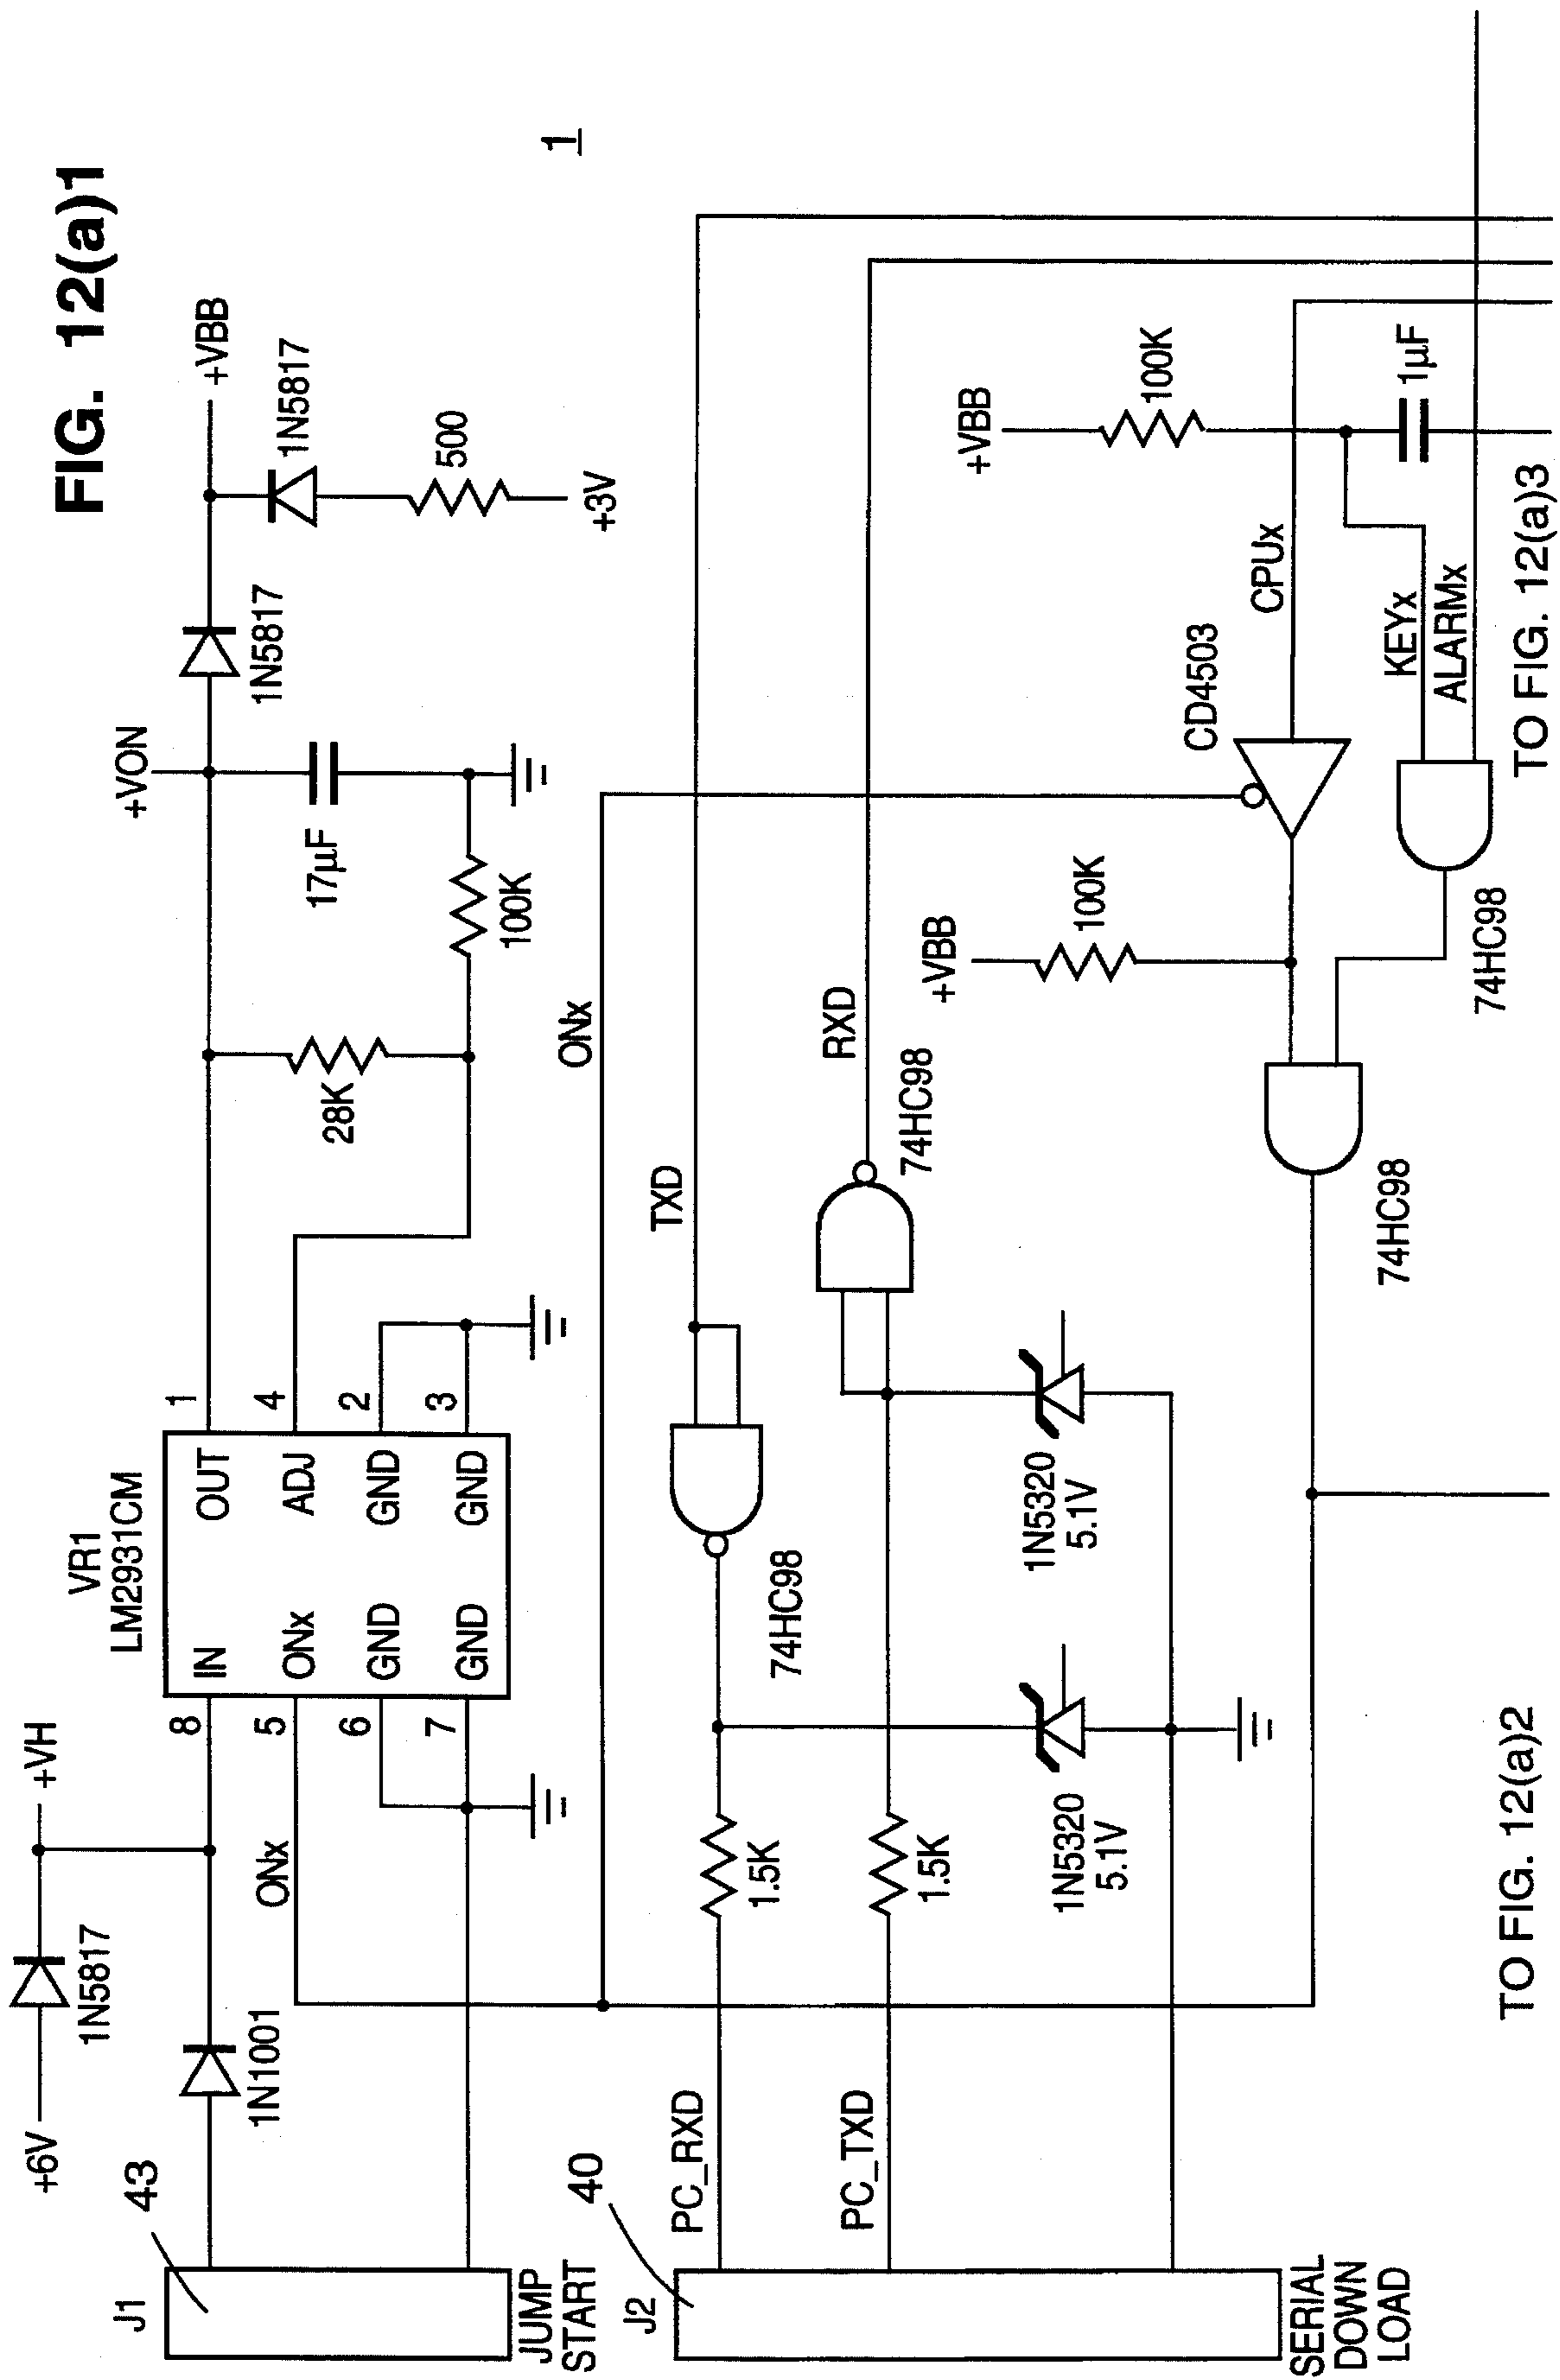 FIG. 12(a)1
1
+6V
1N5817
+VH
J1
43
JUMP
START
1N1001
ONx
VR1
LM2931CM
8
IN
OUT
1
5
ONx
ADJ
4
6
GND
GND
2
7
GND
GND
3
28K
100K
+VON
17µF
1N5817
+VBB
1N5817
500
+3V
ONx
J2
40
SERIAL
DOWN
LOAD
PC_RXD
PC_TXD
1.5K
1.5K
74HC98
TXD
74HC98
RXD
1N5320
5.1V
1N5320
5.1V
+VBB
100K
CD4503
CPUx
+VBB
100K
1µF
KEYx
ALARMx
74HC98
74HC98
TO FIG. 12(a)2
TO FIG. 12(a)3